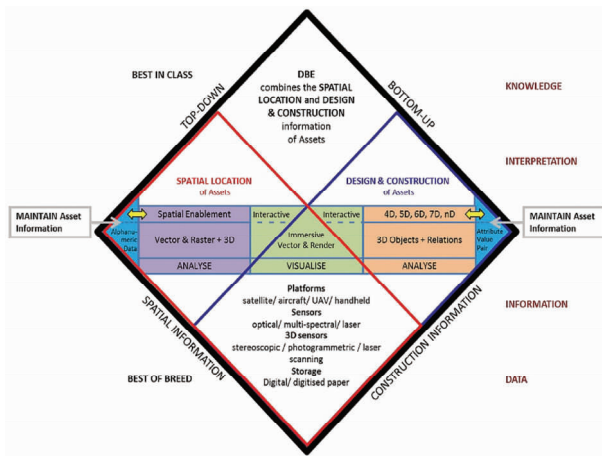 BEST IN CLASS
DBE
combines the SPATIAL
LOCATION and DESIGN
& CONSTRUCTION
information
of Assets
KNOWLEDGE
TOP-DOWN
BOTTOM-UP
INTERPRETATION
SPATIAL LOCATION
of Assets
DESIGN & CONSTRUCTION
of Assets
MAINTAIN Asset
Information
Alphanu-
meric
Data
Spatial Enablement
Interactive
Interactive
4D, 5D, 6D, 7D, nD
Vector & Raster + 3D
Immersive
Vector & Render
3D Objects + Relations
ANALYSE
VISUALISE
ANALYSE
Attribute
Value
Pair
MAINTAIN Asset
Information
SPATIAL INFORMATION
CONSTRUCTION INFORMATION
Platforms
satellite/ aircraft/ UAV/ handheld
Sensors
optical/ multi-spectral/ laser
3D sensors
stereoscopic / photogrammetric / laser
scanning
Storage
Digital/ digitised paper
INFORMATION
BEST OF BREED
DATA